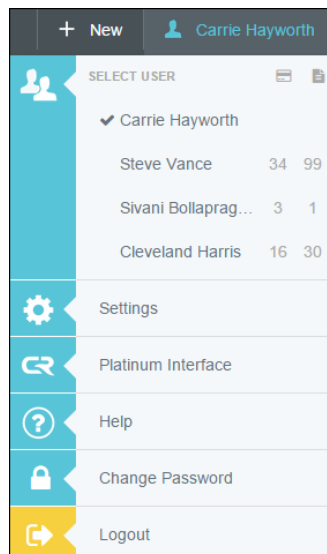 + New Carrie Hayworth
SELECT USER
Carrie Hayworth
Steve Vance 34 99
Sivani Bollaprag... 3 1
Cleveland Harris 16 30
Settings
CR Platinum Interface
? Help
Change Password
Logout